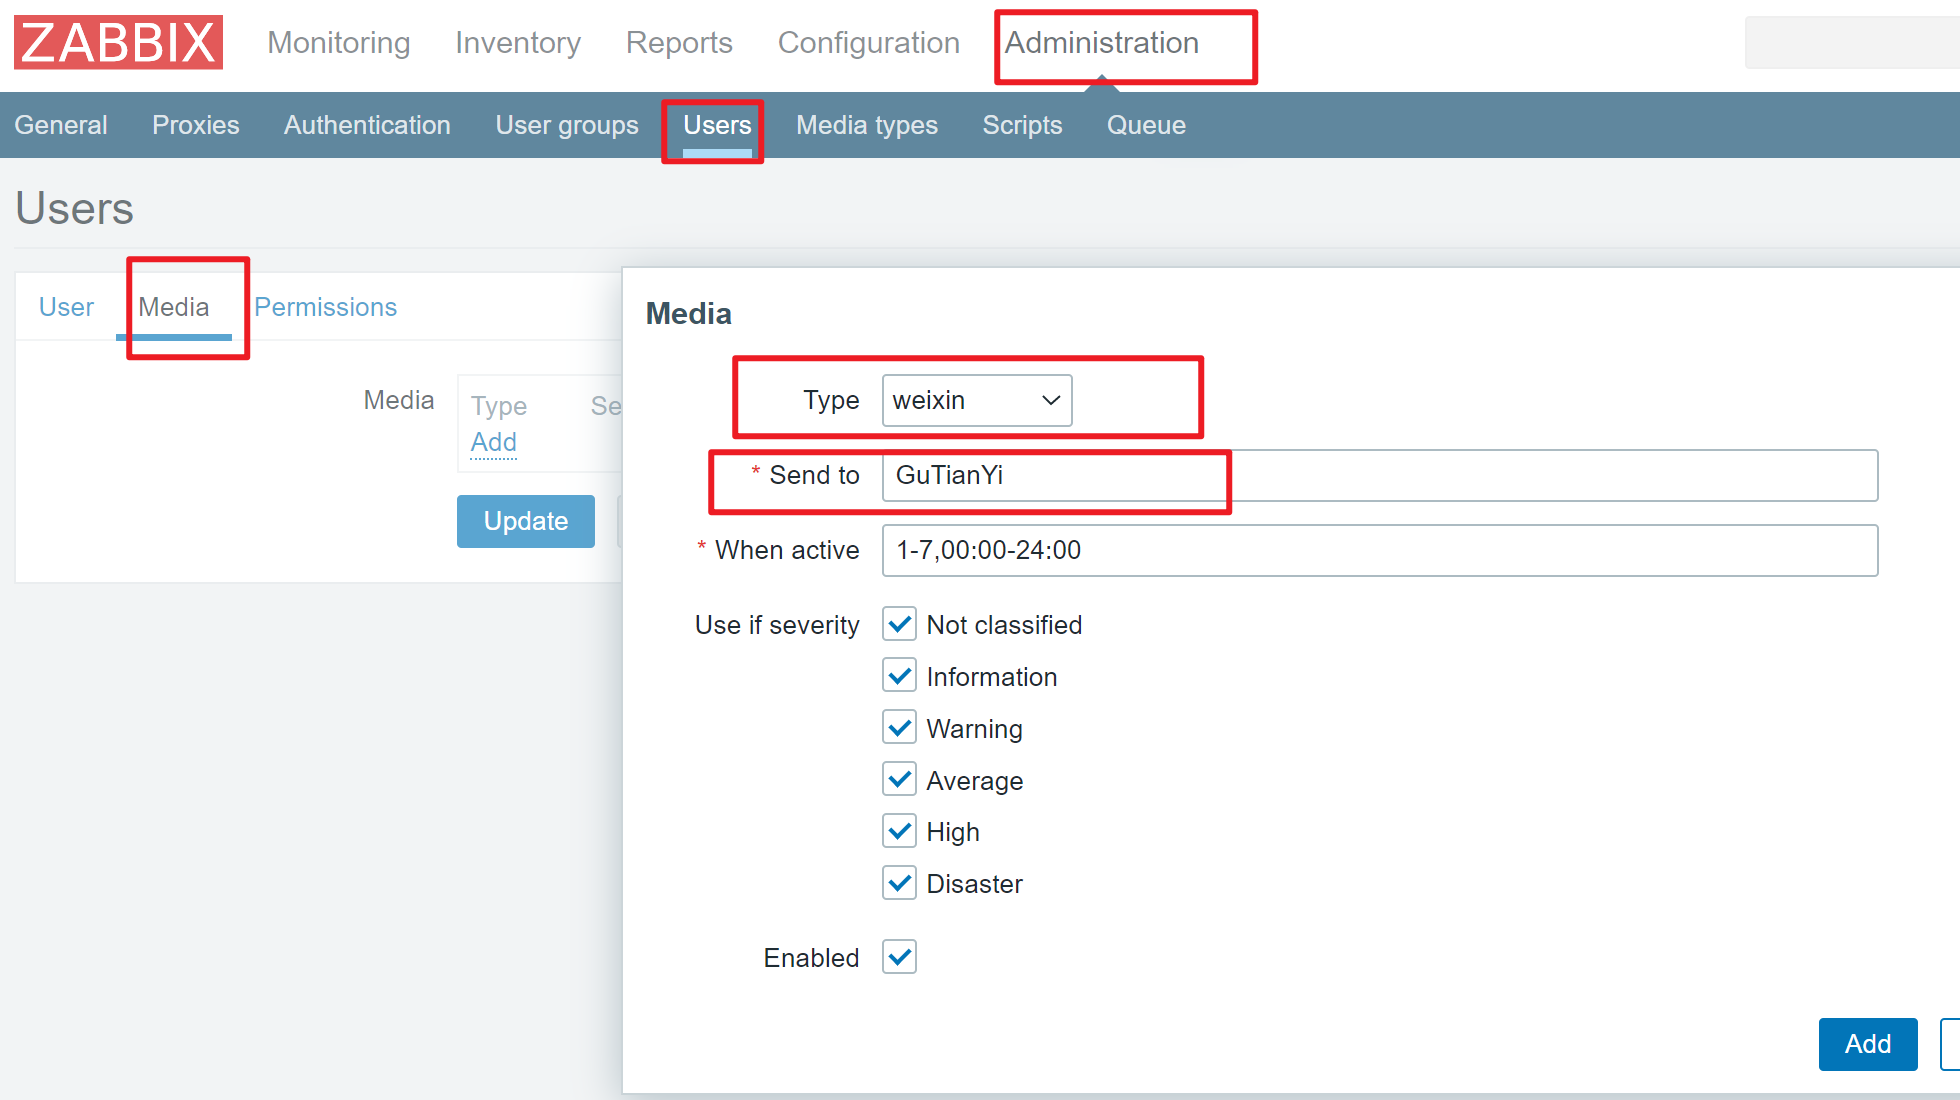 ZABBIX Monitoring Inventory Reports Configuration Administration
General Proxies Authentication User groups Users Media types Scripts Queue
Users
User Media Permissions
Media Type Se
Add
Update
Media
Type weixin
* Send to GuTianYi
* When active 1-7,00:00-24:00
Use if severity Not classified
Information
Warning
Average
High
Disaster
Enabled
Add